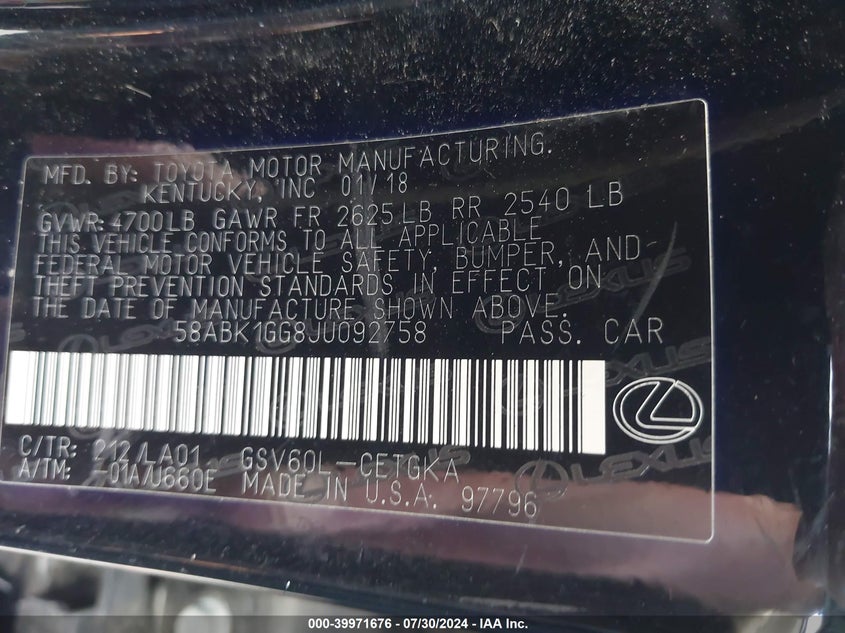 MFD. BY: TOYOTA MOTOR MANUFACTURING.
KENTUCKY, INC 01/18
GVWR: 4700LB GAWR FR 2625LB RR 2540 LB
THIS VEHICLE CONFORMS TO ALL APPLICABLE
FEDERAL MOTOR VEHICLE SAFETY, BUMPER, AND
THEFT PREVENTION STANDARDS IN EFFECT ON
THE DATE OF MANUFACTURE SHOWN ABOVE.
58ABK1GG8JU092758 PASS. CAR
C/TR: 212/LA01 GSV60L-CETGKA
A/TM: -01A/U660E MADE IN U.S.A. 97796
LEXUS
000-39971676 / 07/30/2024 - IAA Inc.